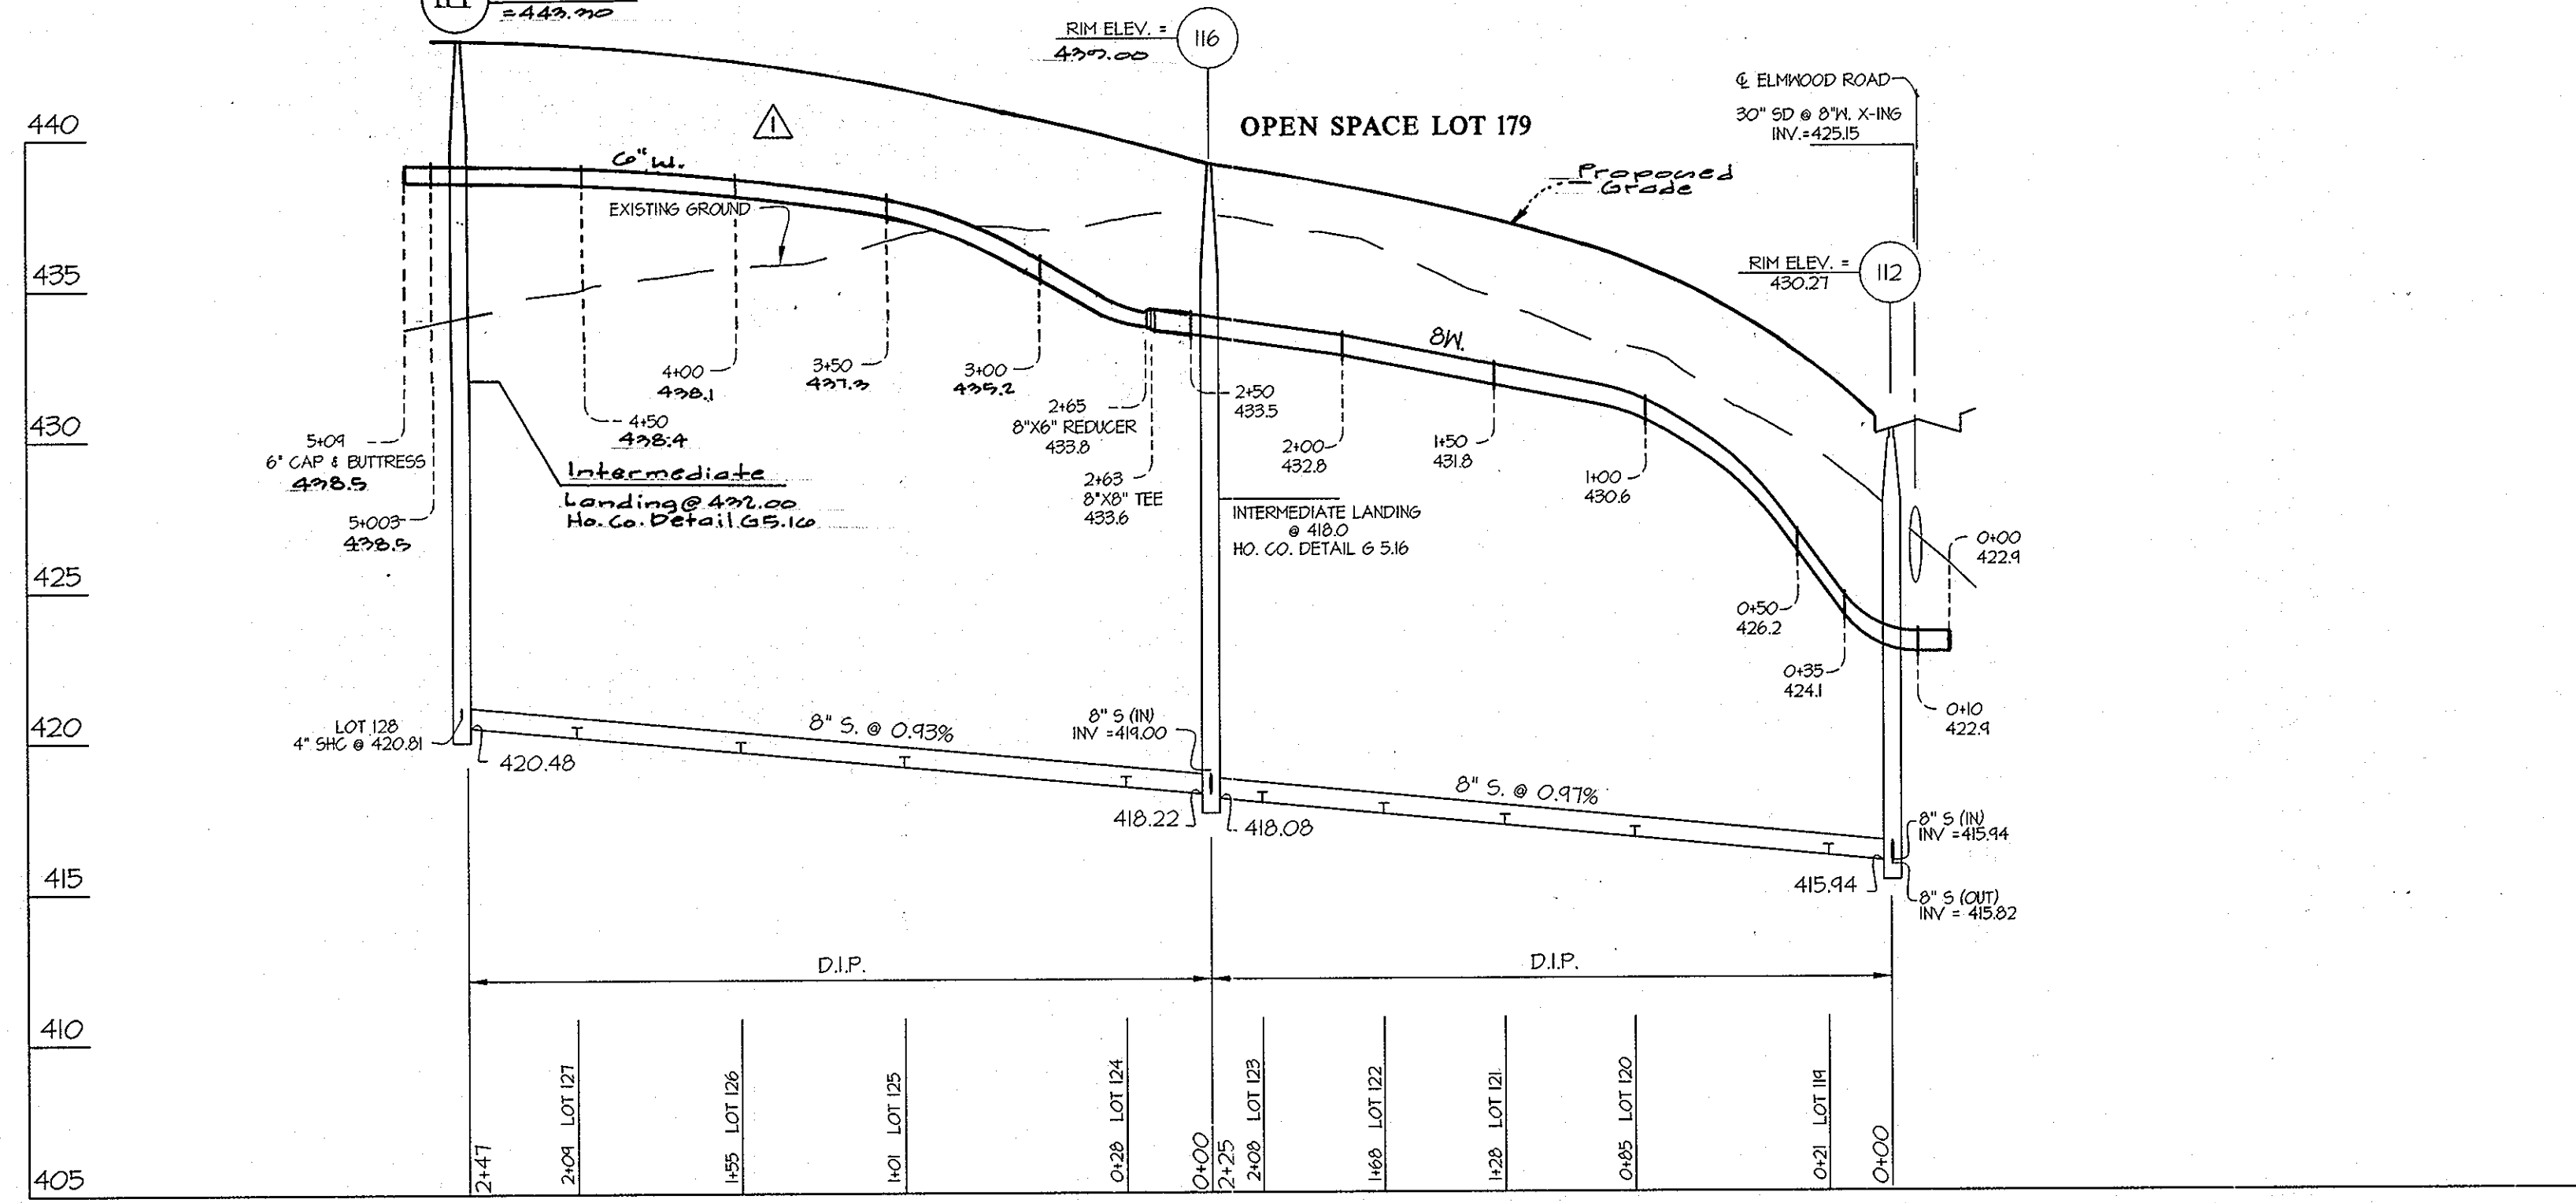 =443.30
RIM ELEV. =
439.00
116
℄ ELMWOOD ROAD
30" SD @ 8"W. X-ING
INV.=425.15
OPEN SPACE LOT 179
440
6" W.
1
Proposed
Grade
EXISTING GROUND
RIM ELEV. =
430.27
112
435
8W.
4+00
438.1
3+50
437.3
3+00
435.2
2+65
8"X6" REDUCER
433.8
2+50
433.5
4+50
438.4
430
5+09
6" CAP & BUTTRESS
438.5
2+00
432.8
1+50
431.8
1+00
430.6
2+63
8"X8" TEE
433.6
Intermediate
Landing @ 432.00
Ho. Co. Detail G5.16
5+003
438.5
INTERMEDIATE LANDING
@ 418.0
HO. CO. DETAIL G 5.16
0+00
422.9
425
0+50
426.2
0+35
424.1
0+10
422.9
420
LOT 128
4" SHC @ 420.81
8" S. @ 0.93%
8" S (IN)
INV =419.00
420.48
8" S. @ 0.97%
418.22
418.08
8" S (IN)
INV =415.94
415
415.94
8" S (OUT)
INV = 415.82
D.I.P.
D.I.P.
410
405
2+47
2+09 LOT 127
1+55 LOT 126
1+01 LOT 125
0+28 LOT 124
0+00
2+25
2+08 LOT 123
1+68 LOT 122
1+28 LOT 121
0+85 LOT 120
0+21 LOT 119
0+00